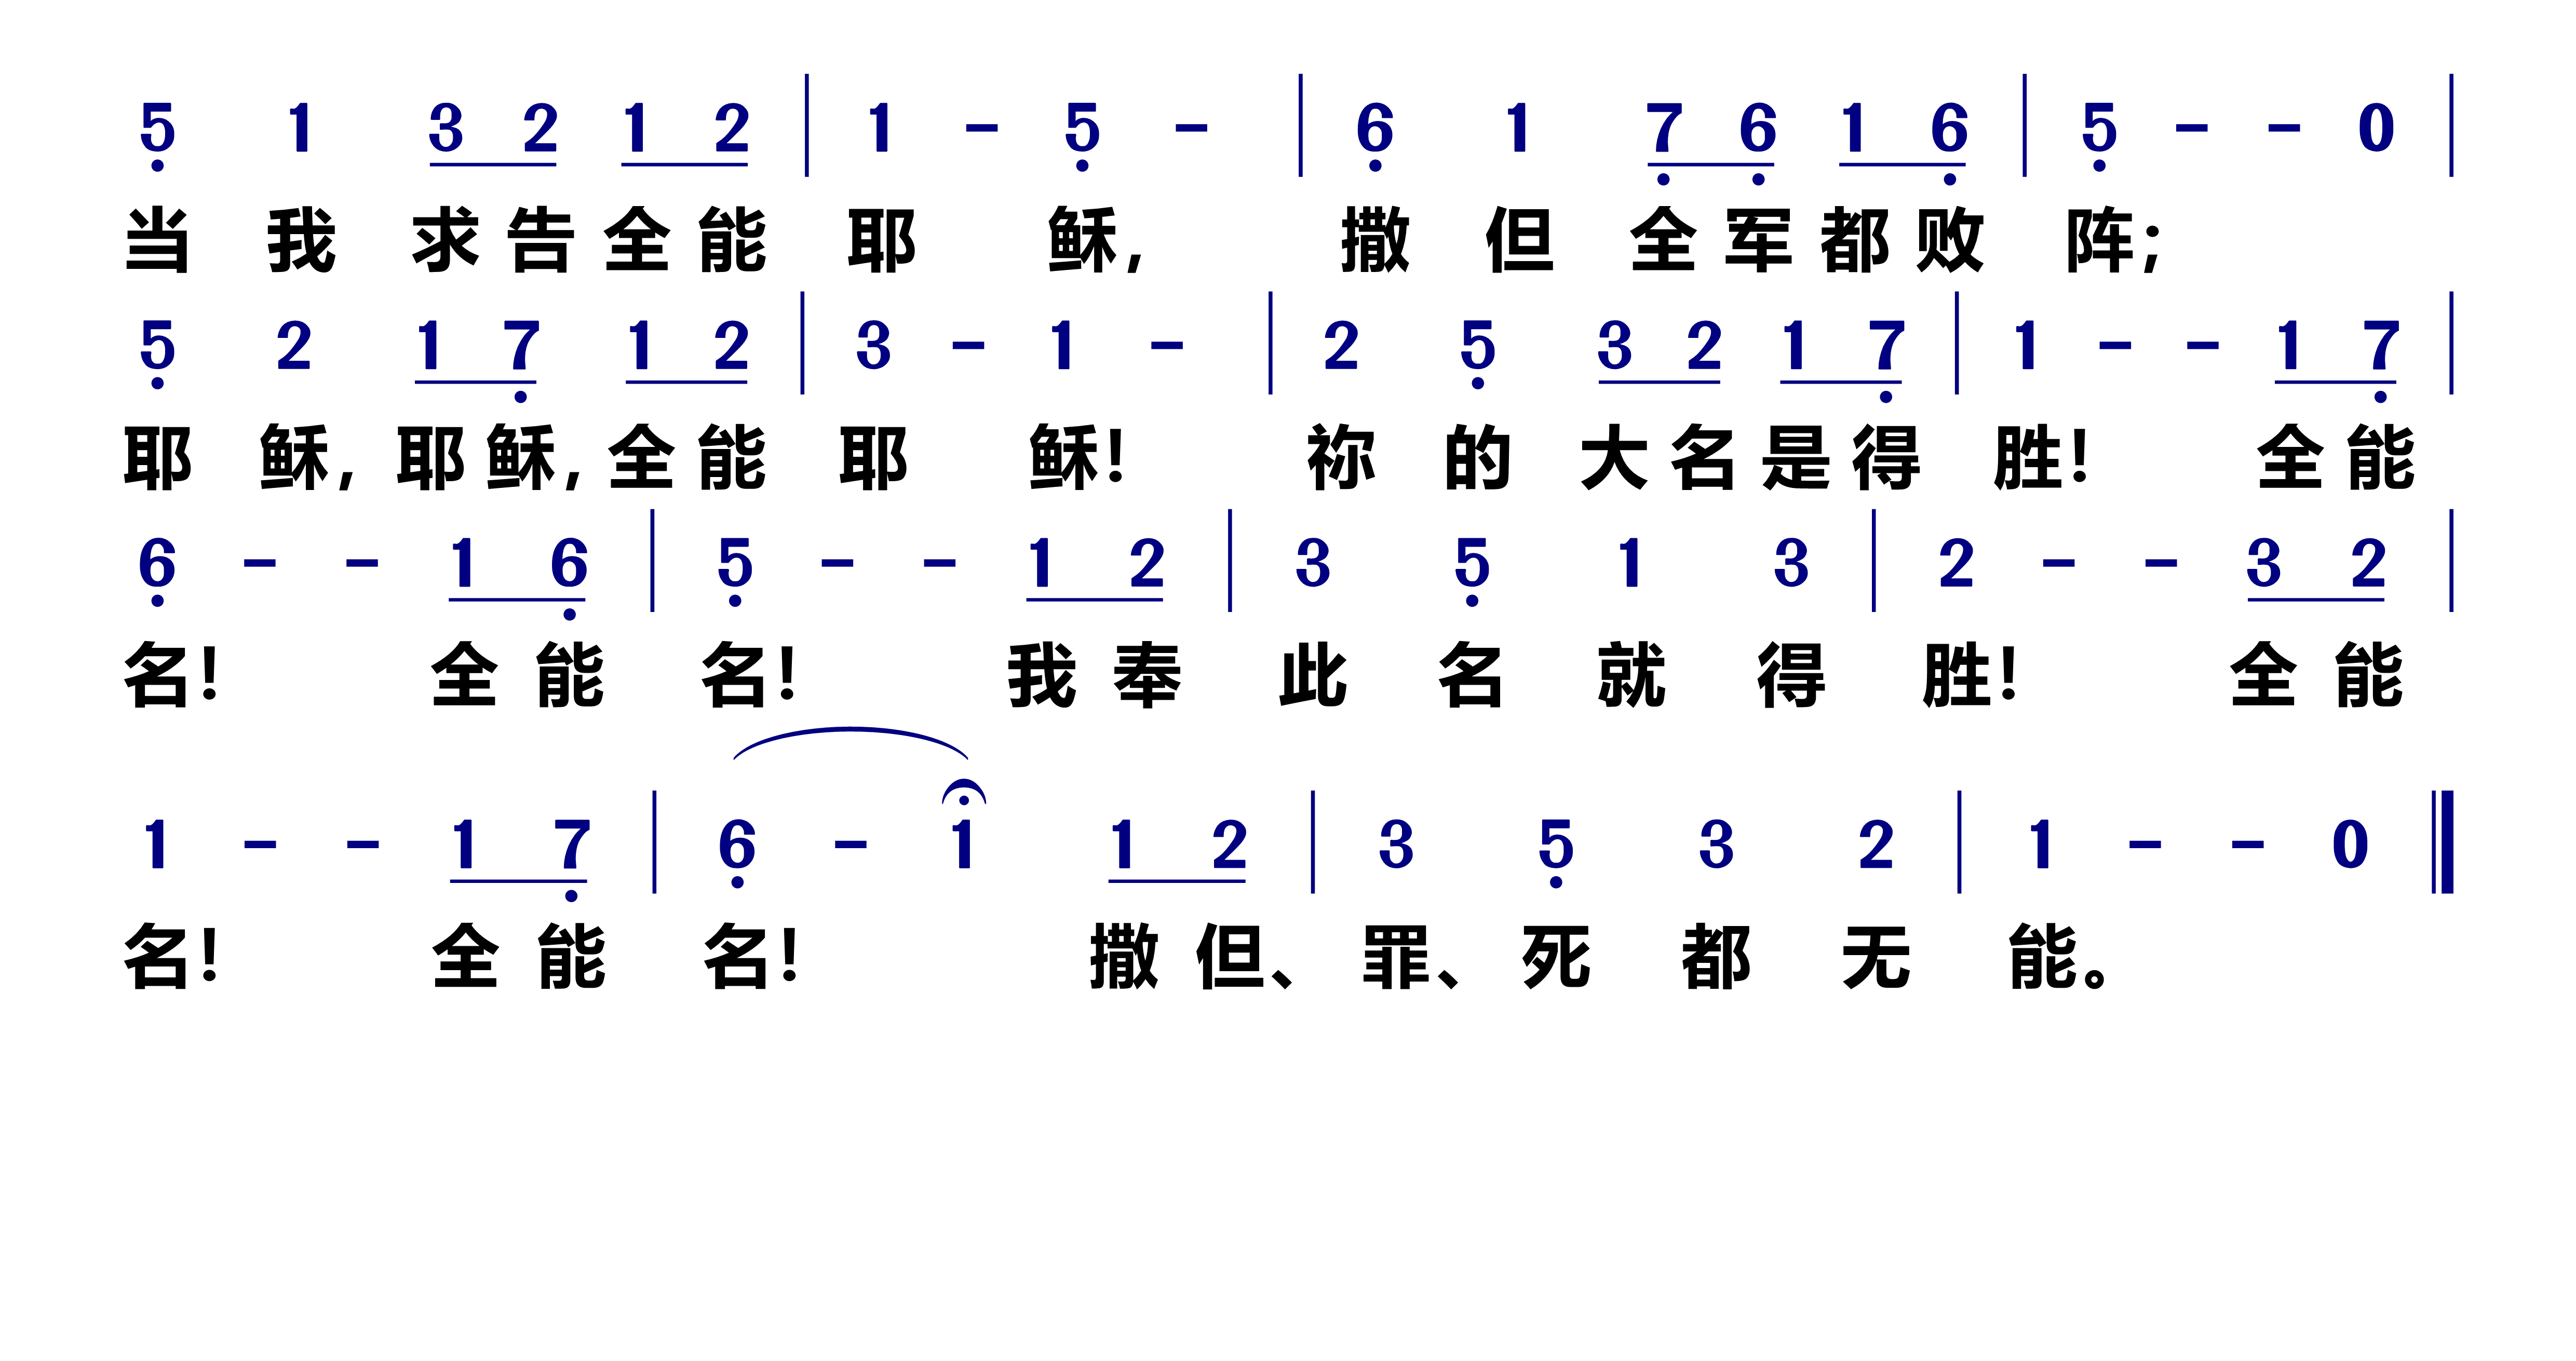 5̣ 1 3 2 1 2 | 1 - 5̣ - | 6̣ 1 7̣ 6̣ 1 6̣ | 5̣ - - 0 |
当 我 求 告 全 能 耶 稣, 撒 但 全 军 都 败 阵;
5̣ 2 1 7̣ 1 2 | 3 - 1 - | 2 5̣ 3 2 1 7̣ | 1 - - 1 7̣ |
耶 稣, 耶 稣, 全 能 耶 稣! 祢 的 大 名 是 得 胜! 全 能
6̣ - - 1 6̣ | 5̣ - - 1 2 | 3 5̣ 1 3 | 2 - - 3 2 |
名! 全 能 名! 我 奉 此 名 就 得 胜! 全 能
1 - - 1 7̣ | 6̣ - 1 1 2 | 3 5̣ 3 2 | 1 - - 0 ‖
名! 全 能 名! 撒 但、 罪、 死 都 无 能。